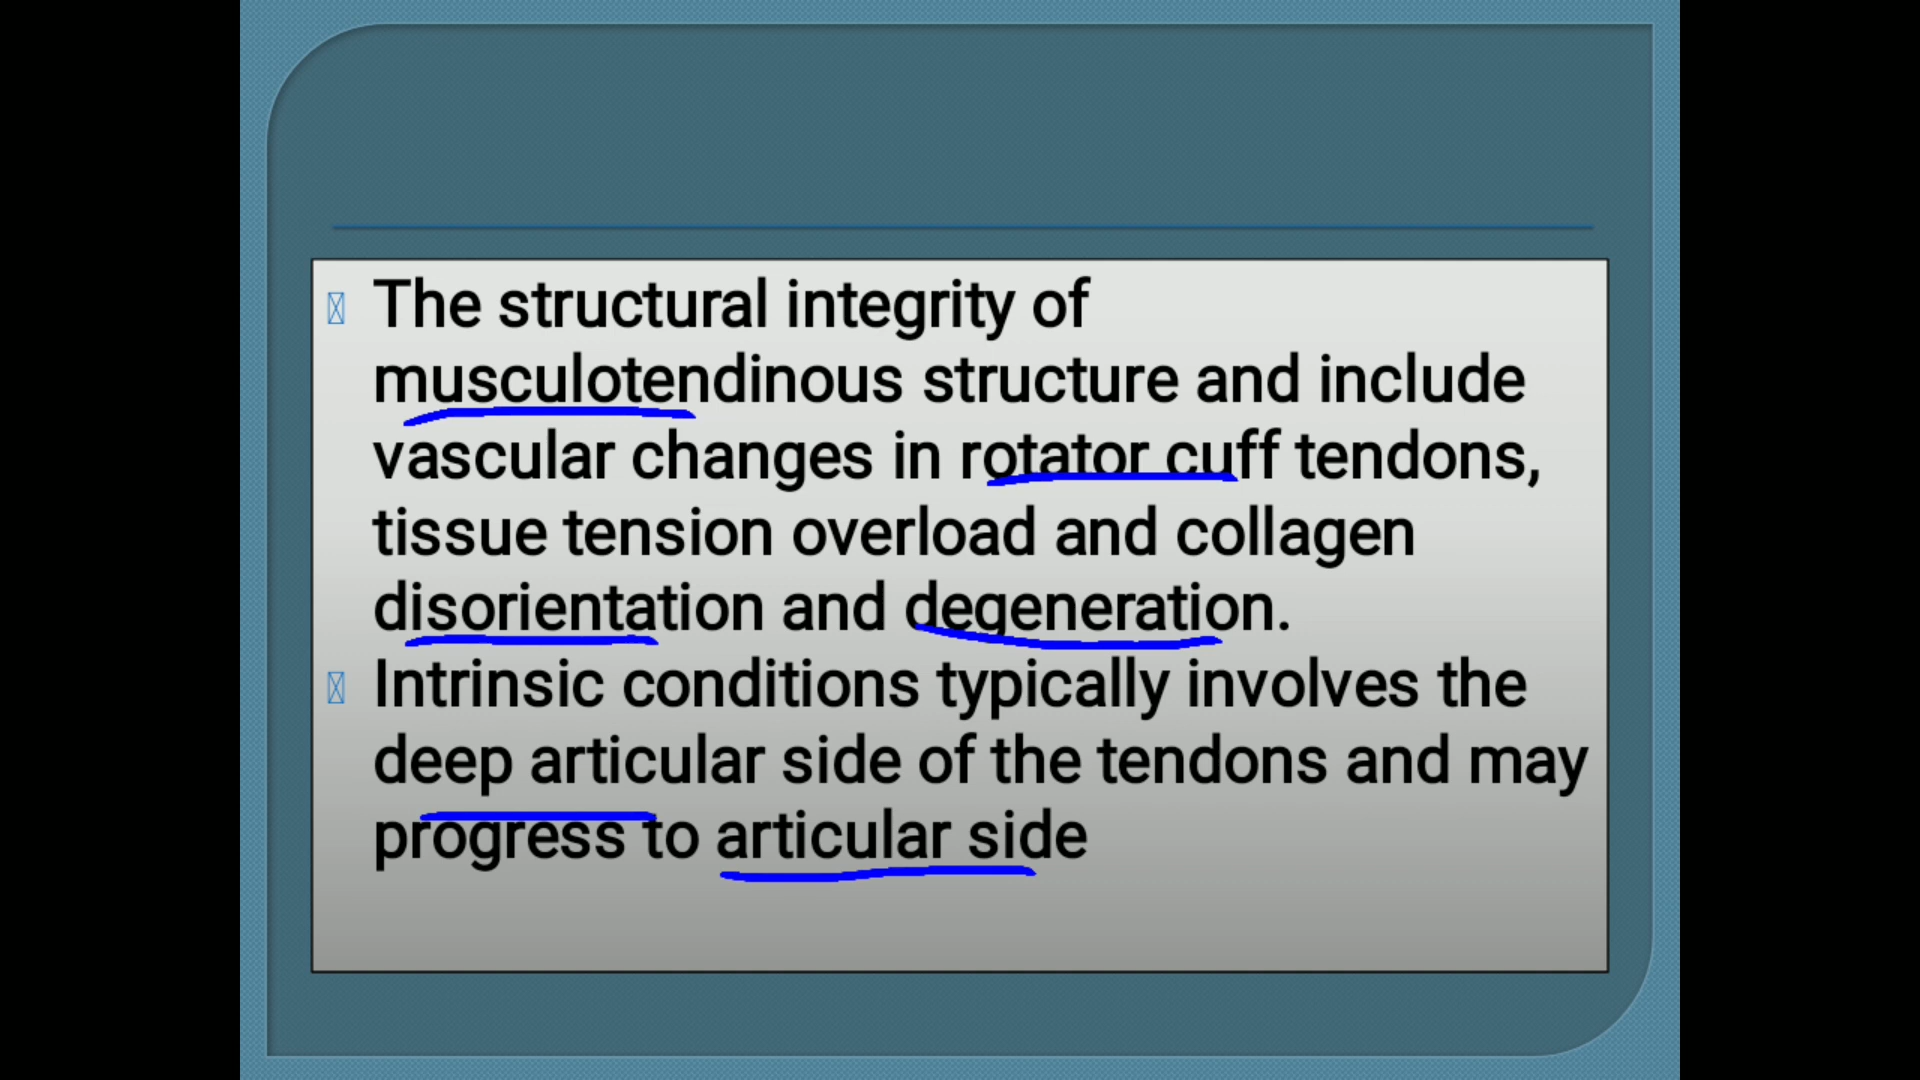 The structural integrity of
musculotendinous structure and include
vascular changes in rotator cuff tendons,
tissue tension overload and collagen
disorientation and degeneration.
Intrinsic conditions typically involves the
deep articular side of the tendons and may
progress to articular side